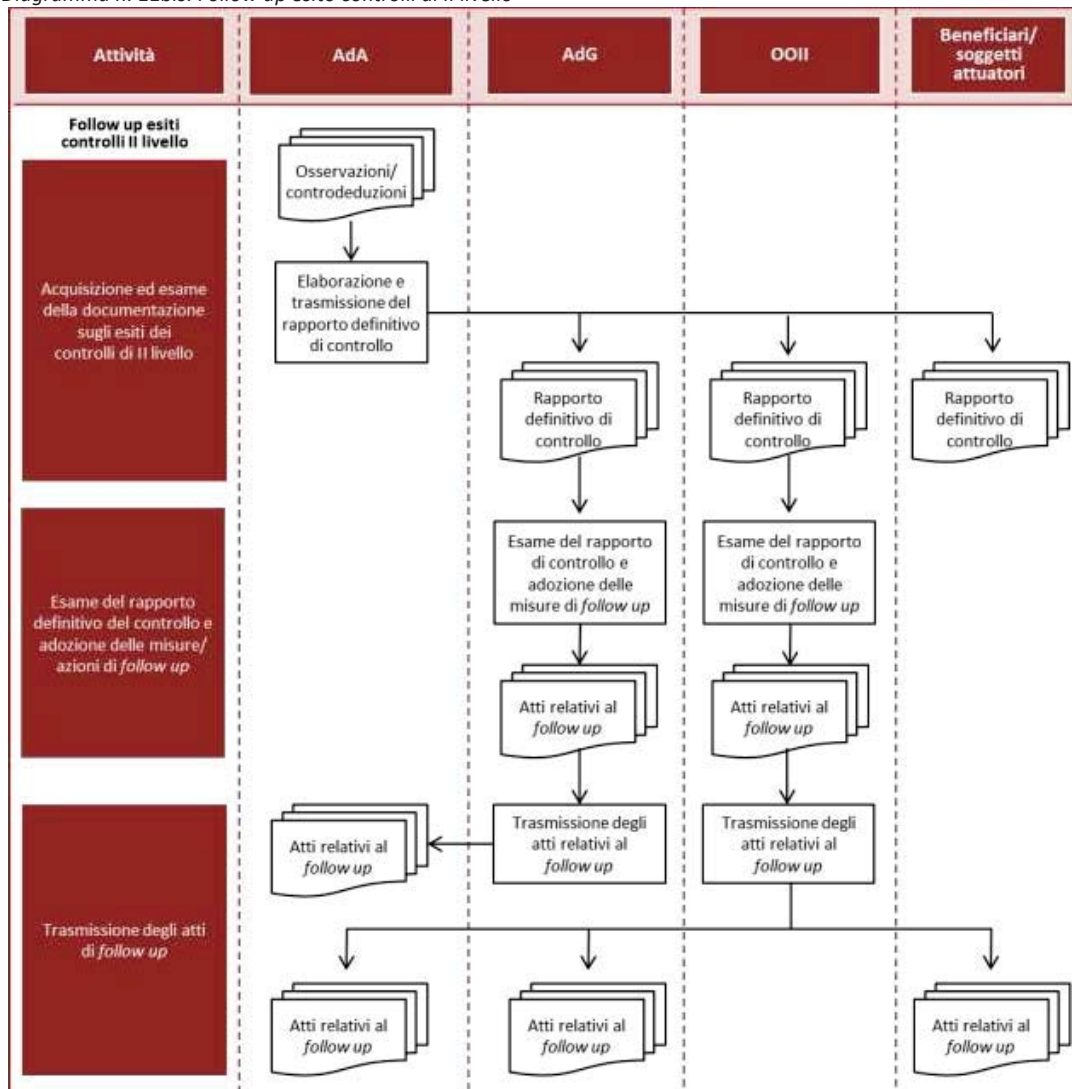 Diagramma n. 22bis: Follow up esito controlli di II livello
Attività
AdA
AdG
OOII
Beneficiari/
soggetti
attuatori
Follow up esiti
controlli II livello
Acquisizione ed esame
della documentazione
sugli esiti dei
controlli di II livello
Osservazioni/
controdeduzioni
Elaborazione e
trasmissione del
rapporto definitivo
di controllo
Rapporto
definitivo di
controllo
Rapporto
definitivo di
controllo
Rapporto
definitivo di
controllo
Esame del rapporto
definitivo del controllo e
adozione delle misure/
azioni di follow up
Esame del rapporto
di controllo e
adozione delle
misure di follow up
Esame del rapporto
di controllo e
adozione delle
misure di follow up
Atti relativi al
follow up
Atti relativi al
follow up
Trasmissione degli atti
di follow up
Atti relativi al
follow up
Trasmissione degli
atti relativi al
follow up
Trasmissione degli
atti relativi al
follow up
Atti relativi al
follow up
Atti relativi al
follow up
Atti relativi al
follow up